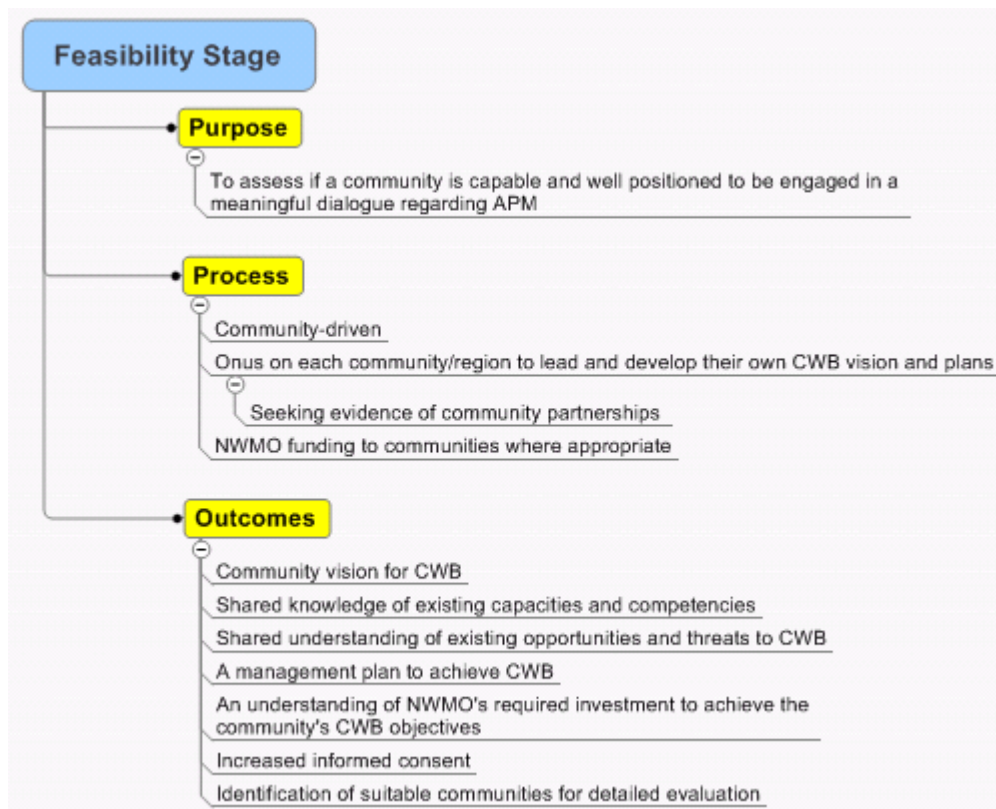 Feasibility Stage
Purpose
To assess if a community is capable and well positioned to be engaged in a
meaningful dialogue regarding APM
Process
Community-driven
Onus on each community/region to lead and develop their own CWB vision and plans
Seeking evidence of community partnerships
NWMO funding to communities where appropriate
Outcomes
Community vision for CWB
Shared knowledge of existing capacities and competencies
Shared understanding of existing opportunities and threats to CWB
A management plan to achieve CWB
An understanding of NWMO's required investment to achieve the
community's CWB objectives
Increased informed consent
Identification of suitable communities for detailed evaluation